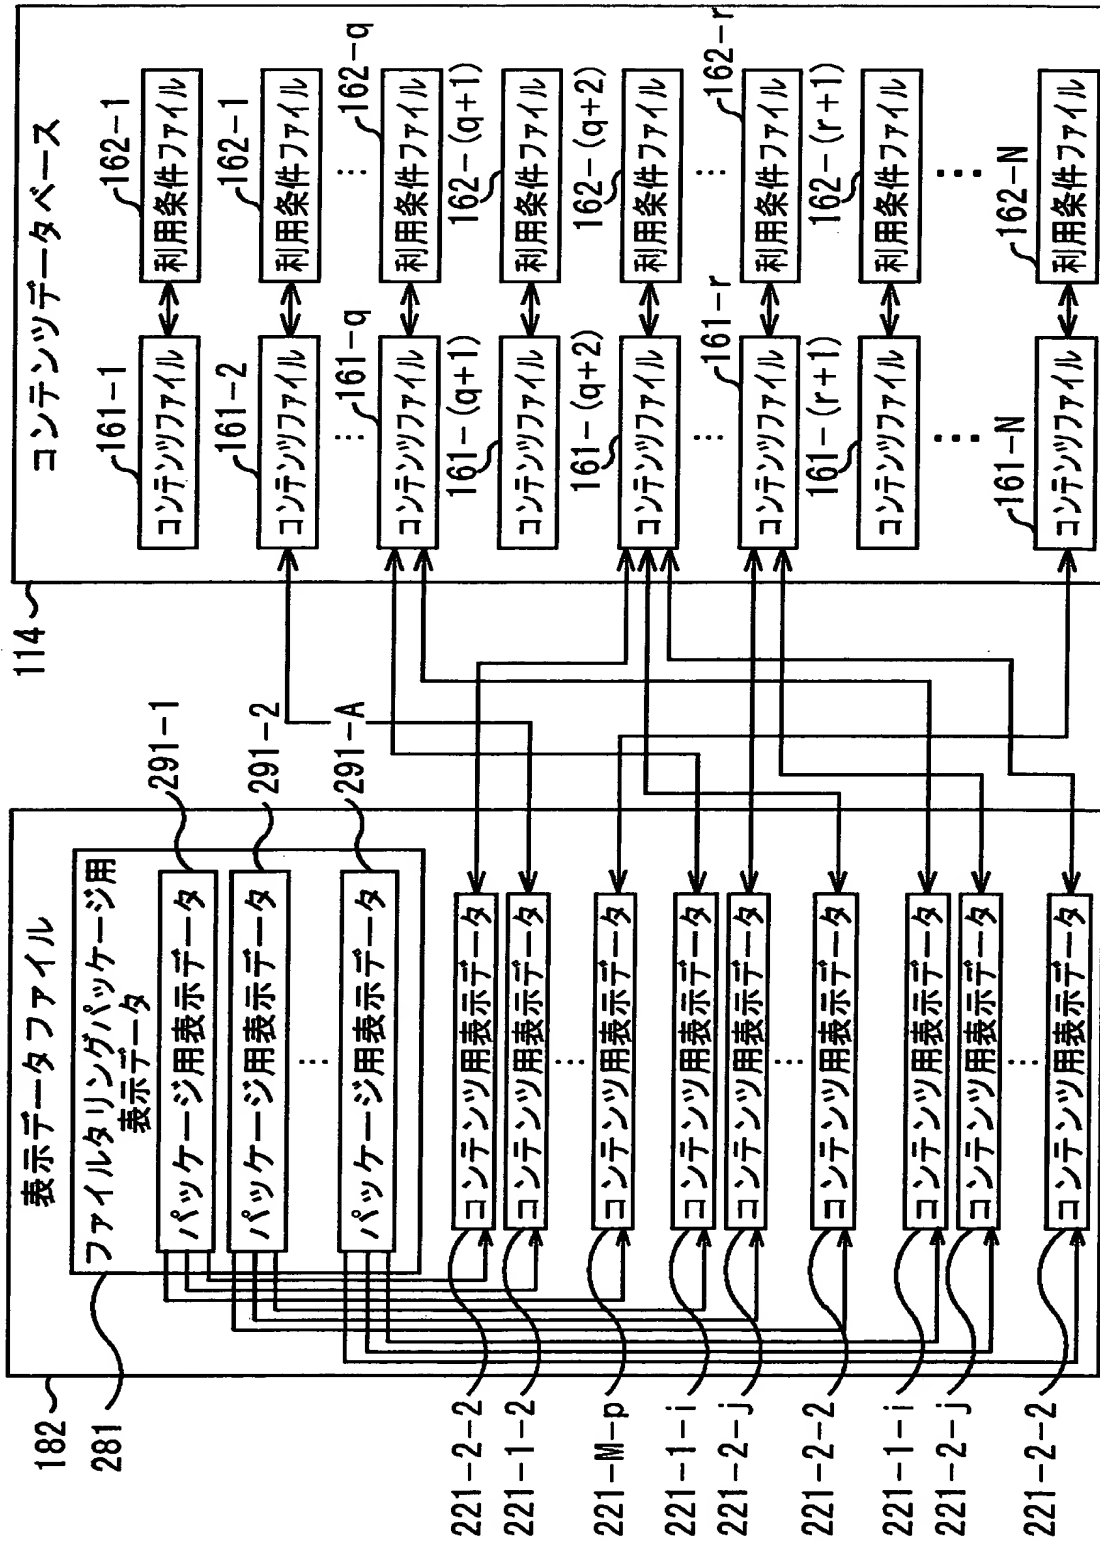 表示データファイル
ファイルタリングパッケージ用
表示データ
パッケージ用表示データ
パッケージ用表示データ
⋮
パッケージ用表示データ
182
281
291-1
291-2
291-A
コンテンツ用表示データ
コンテンツ用表示データ
⋮
コンテンツ用表示データ
コンテンツ用表示データ
コンテンツ用表示データ
⋮
コンテンツ用表示データ
コンテンツ用表示データ
コンテンツ用表示データ
⋮
コンテンツ用表示データ
221-2-2
221-1-2
221-M-p
221-1-i
221-2-j
221-2-2
221-1-i
221-2-j
221-2-2
114
コンテンツデータベース
161-1
162-1
コンテンツファイル
利用条件ファイル
161-2
162-1
コンテンツファイル
利用条件ファイル
⋮
⋮
161-q
162-q
コンテンツファイル
利用条件ファイル
161-(q+1)
162-(q+1)
コンテンツファイル
利用条件ファイル
161-(q+2)
162-(q+2)
コンテンツファイル
利用条件ファイル
⋮
⋮
161-r
162-r
コンテンツファイル
利用条件ファイル
161-(r+1)
162-(r+1)
コンテンツファイル
利用条件ファイル
⋮
⋮
161-N
162-N
コンテンツファイル
利用条件ファイル